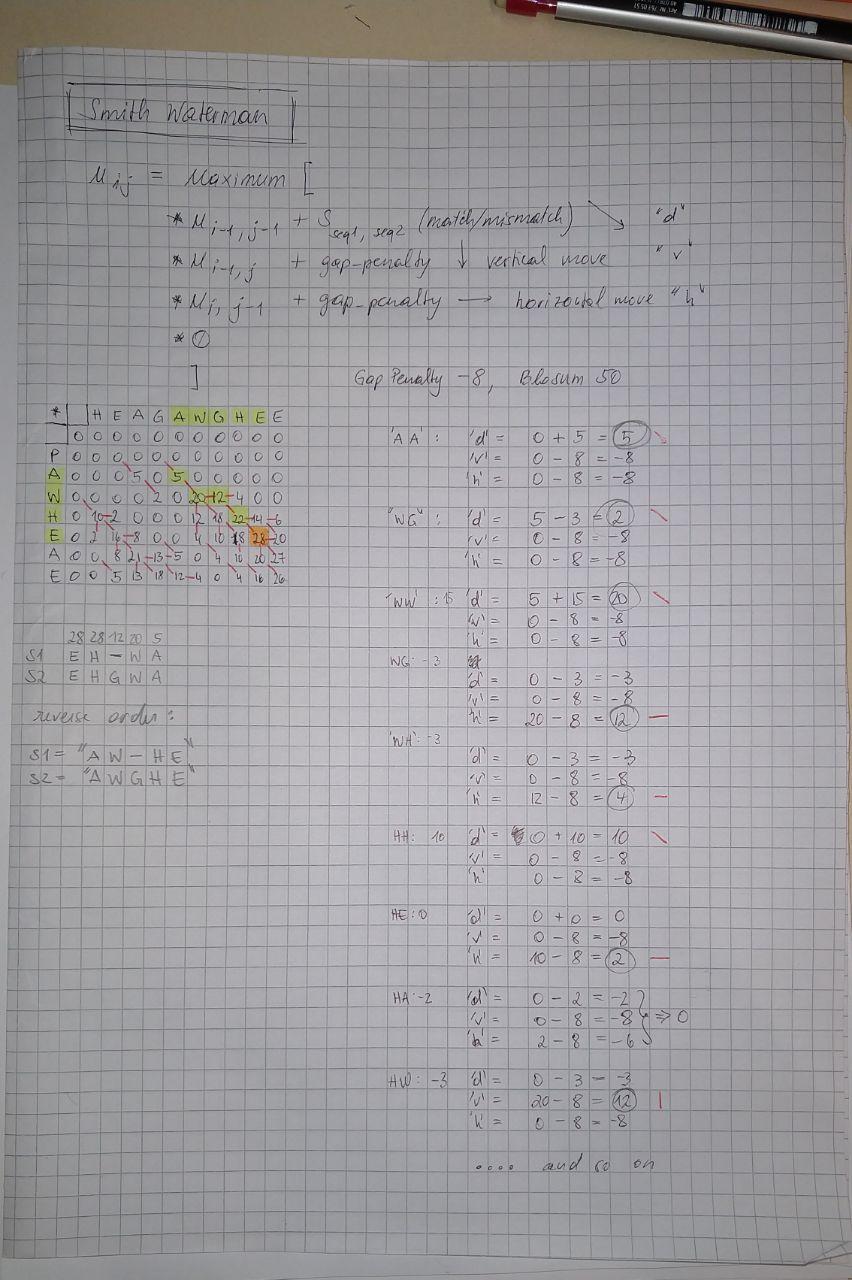 Smith Waterman
M i,j = Maximum [
* M i-1, j-1 + S seq1, seq2 (match/mismatch) ↘ "d"
* M i-1, j + gap-penalty ↓ vertical move "v"
* M i, j-1 + gap-penalty → horizontal move "h"
* 0
]
Gap Penalty -8, Blosum 50
* H E A G A W G H E E
0 0 0 0 0 0 0 0 0 0 0
P 0 0 0 0 0 0 0 0 0 0 0
A 0 0 0 5 0 5 0 0 0 0 0
W 0 0 0 0 2 0 20 12 4 0 0
H 0 10 2 0 0 0 12 18 22 14 6
E 0 2 16 8 0 0 4 10 18 28 20
A 0 0 8 21 13 5 0 4 10 20 27
E 0 0 5 13 18 12 4 0 4 16 26
28 28 12 20 5
S1 E H - W A
S2 E H G W A
reverse order:
S1 = "A W - H E"
S2 = "A W G H E"
'A A' : 'd' = 0 + 5 = 5 \
'v' = 0 - 8 = -8
'h' = 0 - 8 = -8
"WG" : 'd' = 5 - 3 = 2 \
'v' = 0 - 8 = -8
'h' = 0 - 8 = -8
"WW" : 15 'd' = 5 + 15 = 20 \
'v' = 0 - 8 = -8
'h' = 0 - 8 = -8
WG: -3
'd' = 0 - 3 = -3
'v' = 0 - 8 = -8
'h' = 20 - 8 = 12 —
'WH': -3
'd' = 0 - 3 = -3
'v' = 0 - 8 = -8
'h' = 12 - 8 = 4 —
HH: 10 'd' = 0 + 10 = 10 \
'v' = 0 - 8 = -8
'h' 0 - 8 = -8
HE: 0 'd' = 0 + 0 = 0
'v' = 0 - 8 = -8
'h' = 10 - 8 = 2 —
HA: -2 'd' = 0 - 2 = -2
'v' = 0 - 8 = -8 } ⇒ 0
'h' = 2 - 8 = -6
HW: -3 'd' = 0 - 3 = -3
'v' = 20 - 8 = 12 |
'h' = 0 - 8 = -8
.... and so on